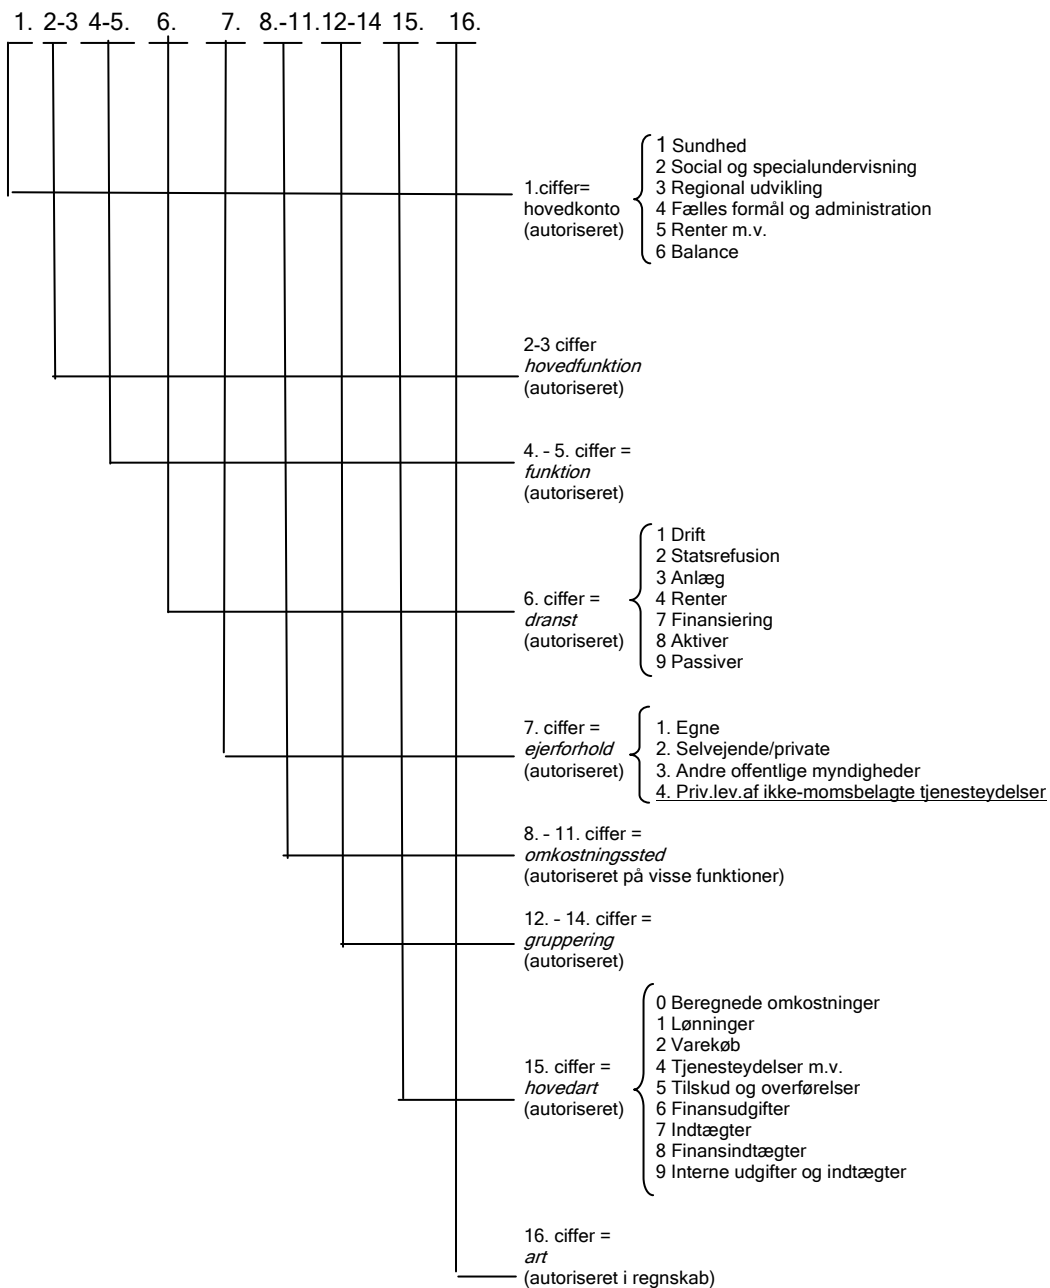 1. 2-3 4-5. 6. 7. 8.-11.12-14 15. 16.
1.ciffer=
hovedkonto
(autoriseret)
1 Sundhed
2 Social og specialundervisning
3 Regional udvikling
4 Fælles formål og administration
5 Renter m.v.
6 Balance
2-3 ciffer
hovedfunktion
(autoriseret)
4. - 5. ciffer =
funktion
(autoriseret)
6. ciffer =
dranst
(autoriseret)
1 Drift
2 Statsrefusion
3 Anlæg
4 Renter
7 Finansiering
8 Aktiver
9 Passiver
7. ciffer =
ejerforhold
(autoriseret)
1. Egne
2. Selvejende/private
3. Andre offentlige myndigheder
4. Priv.lev.af ikke-momsbelagte tjenesteydelser
8. - 11. ciffer =
omkostningssted
(autoriseret på visse funktioner)
12. - 14. ciffer =
gruppering
(autoriseret)
15. ciffer =
hovedart
(autoriseret)
0 Beregnede omkostninger
1 Lønninger
2 Varekøb
4 Tjenesteydelser m.v.
5 Tilskud og overførelser
6 Finansudgifter
7 Indtægter
8 Finansindtægter
9 Interne udgifter og indtægter
16. ciffer =
art
(autoriseret i regnskab)